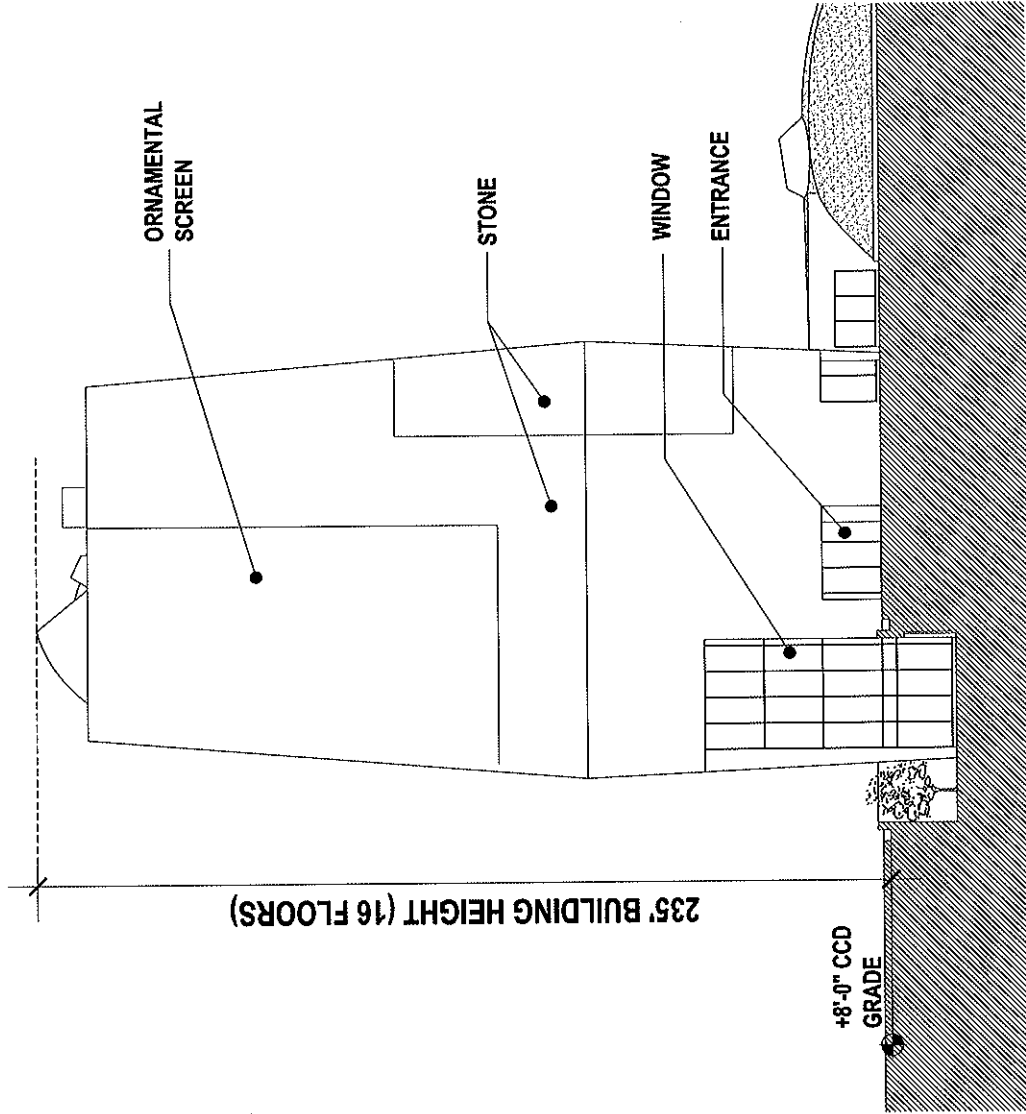 ORNAMENTAL
SCREEN
STONE
WINDOW
ENTRANCE
235' BUILDING HEIGHT (16 FLOORS)
+8'-0" CCD
GRADE